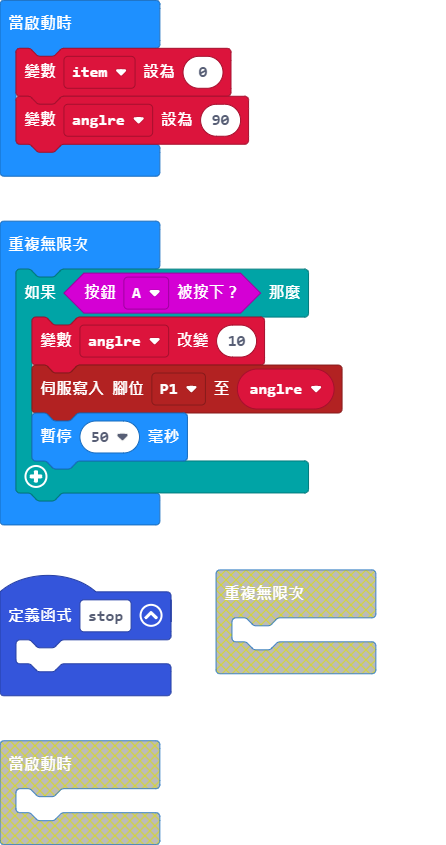 當啟動時
變數 item 設為 0
變數 anglre 設為 90
重複無限次
如果 按鈕 A 被按下？ 那麼
變數 anglre 改變 10
伺服寫入 腳位 P1 至 anglre
暫停 50 毫秒
定義函式 stop
重複無限次
當啟動時